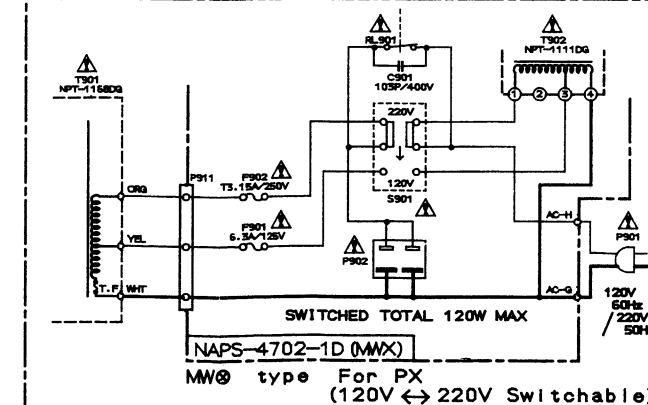 RL901
C901
103P/400V
T902
NPT-1111DG
1 2 3 4
T901
NPT-1168DG
220V
120V
S901
P911
F902
T3.15A/250V
F901
6.3A/125V
ORG
YEL
T.F WHT
P902
AC-H
AC-G
P901
120V
60Hz
/ 220V
50H
SWITCHED TOTAL 120W MAX
NAPS-4702-1D (MWX)
MW⊗ type For PX
(120V ↔ 220V Switchable)